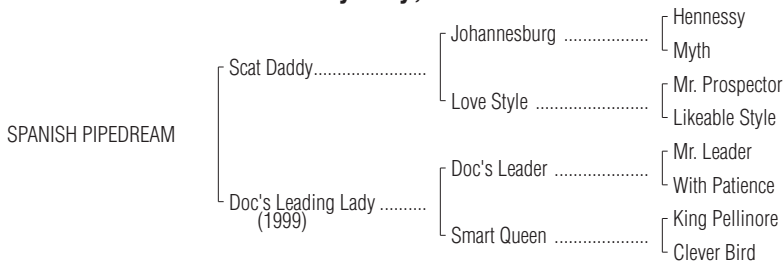 Hennessy
Johannesburg ..................
Myth
Scat Daddy........................
Mr. Prospector
Love Style ........................
Likeable Style
SPANISH PIPEDREAM
Mr. Leader
Doc's Leader ....................
With Patience
Doc's Leading Lady ..........
(1999)
King Pellinore
Smart Queen ....................
Clever Bird